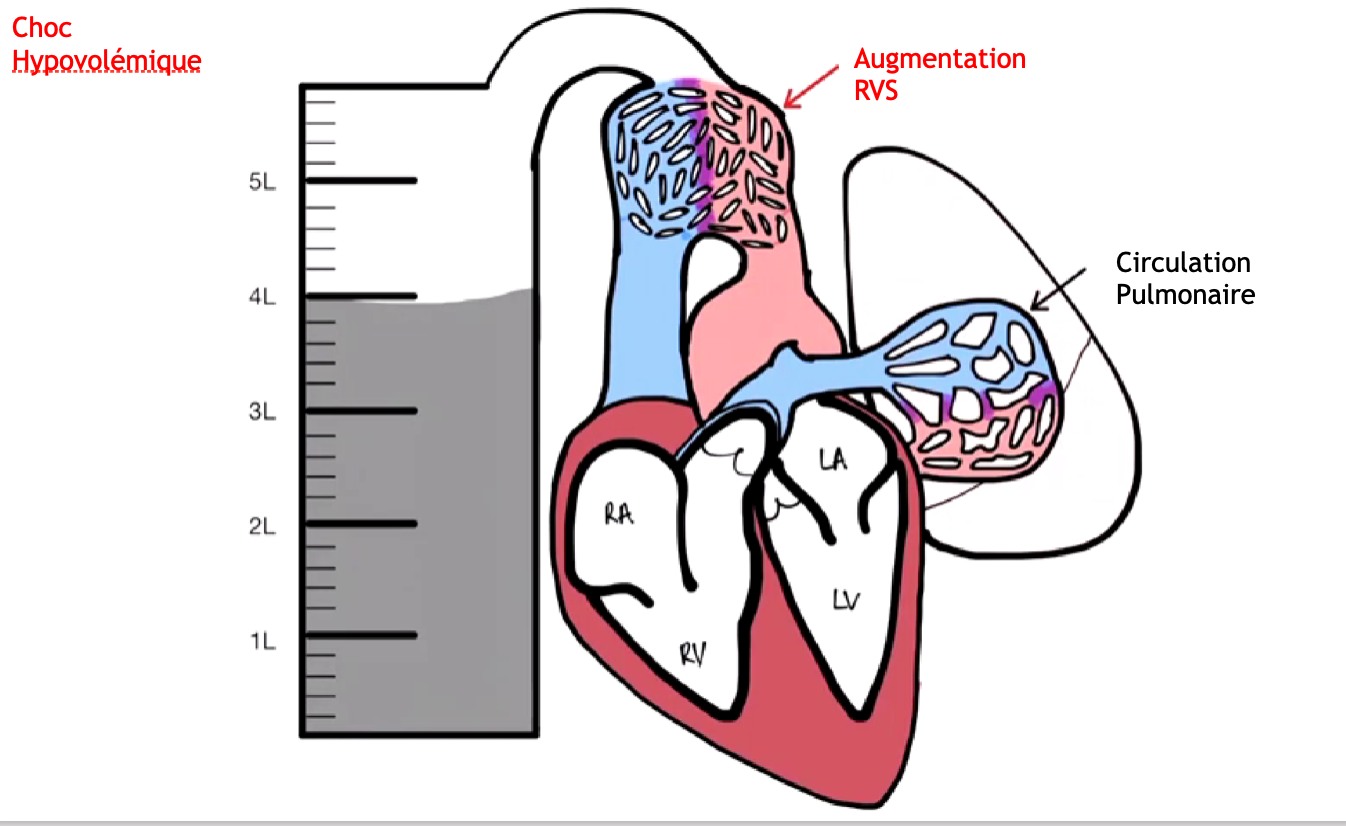 Choc
Hypovolémique
Augmentation
RVS
5L
4L
3L
2L
1L
Circulation
Pulmonaire
LA
RA
LV
RV